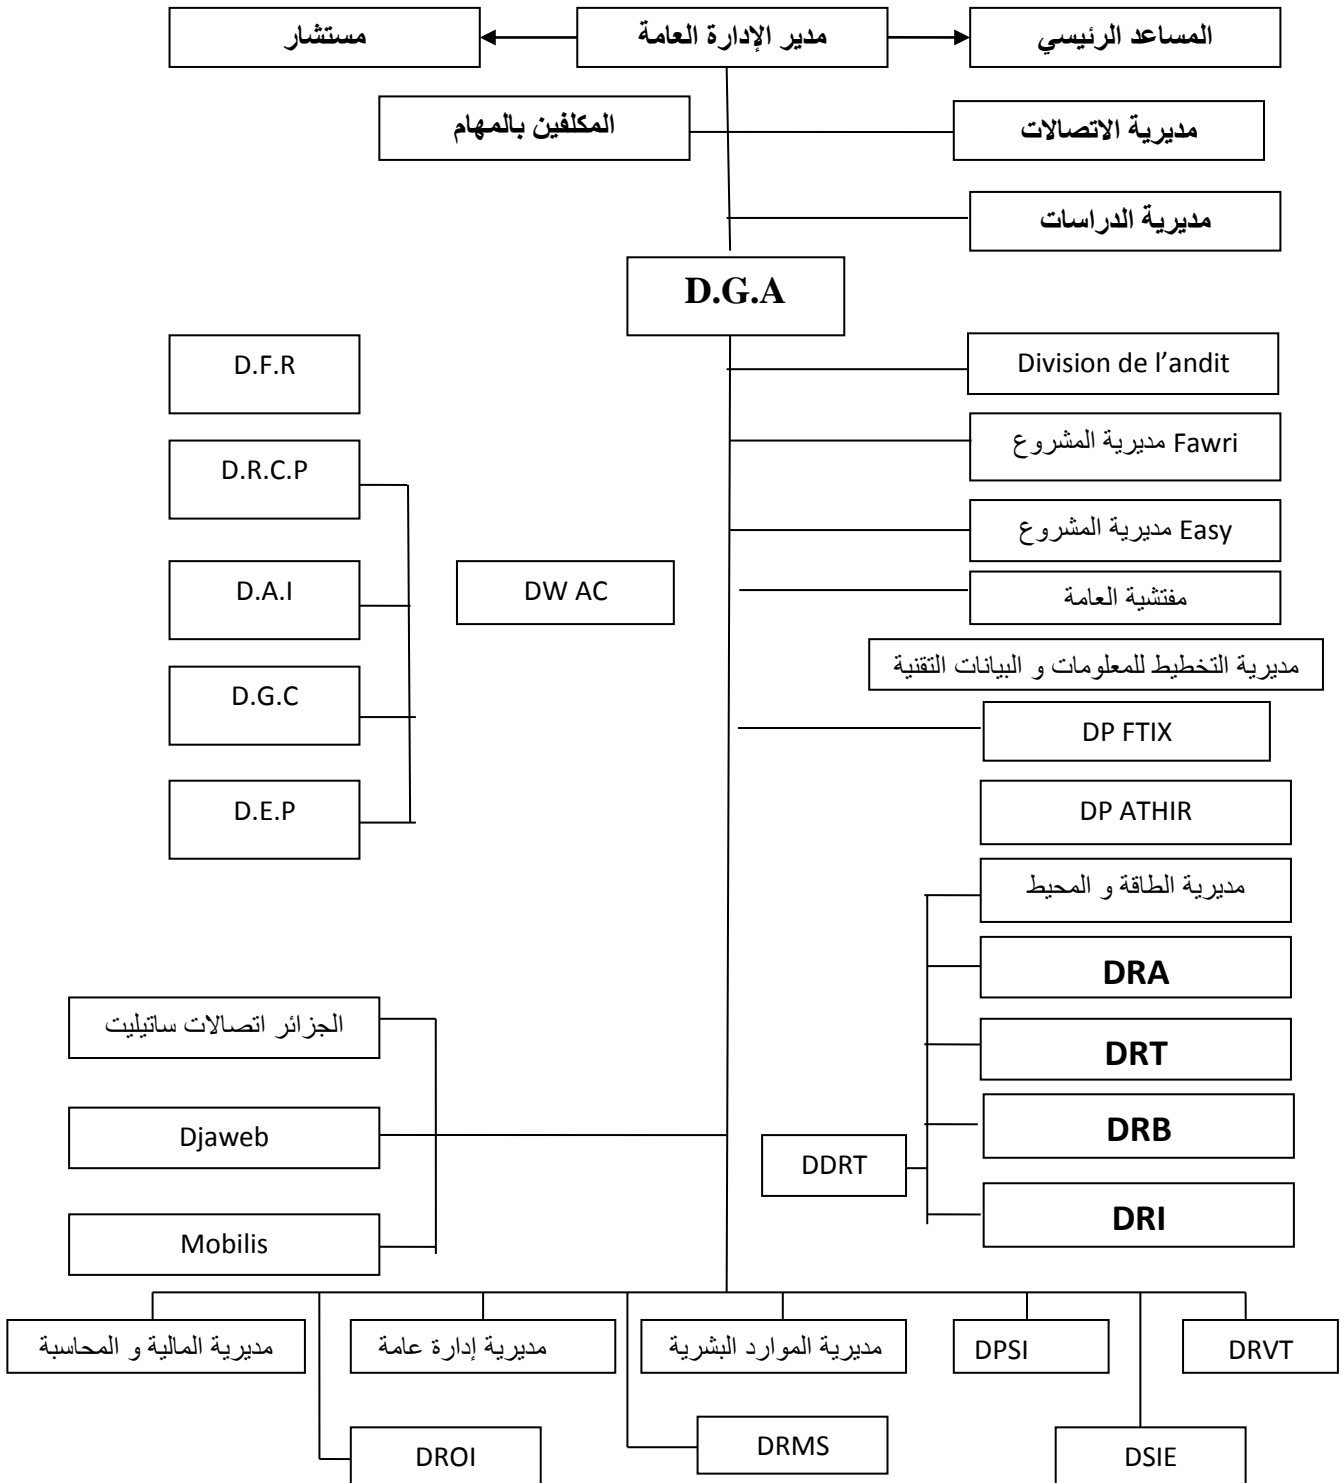 المساعد الرئيسي
مدير الإدارة العامة
مستشار
مديرية الاتصالات
المكلفين بالمهام
مديرية الدراسات
D.G.A
Division de l’andit
مديرية المشروع Fawri
مديرية المشروع Easy
مفتشية العامة
مديرية التخطيط للمعلومات و البيانات التقنية
DP FTIX
DP ATHIR
D.F.R
D.R.C.P
D.A.I
D.G.C
D.E.P
DW AC
مديرية الطاقة و المحيط
DRA
DRT
DRB
DRI
DDRT
الجزائر اتصالات ساتيليت
Djaweb
Mobilis
DRVT
DPSI
مديرية الموارد البشرية
مديرية إدارة عامة
مديرية المالية و المحاسبة
DSIE
DRMS
DROI